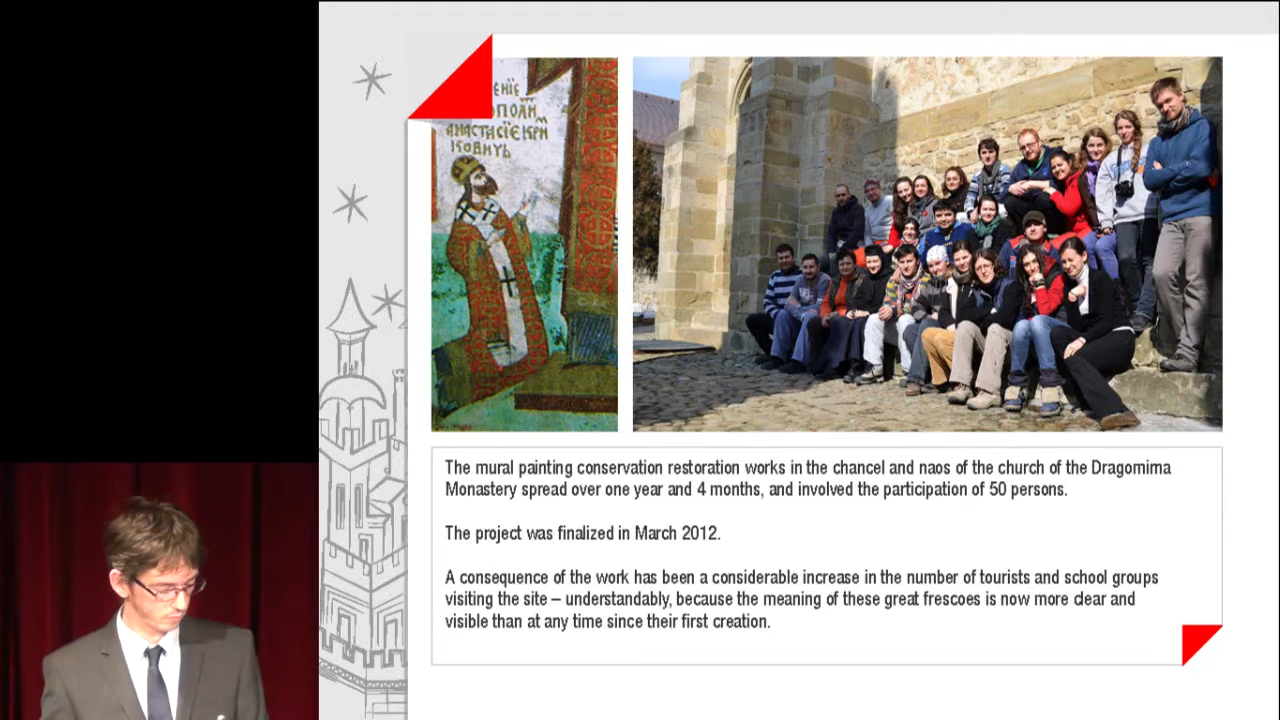 АНАСТАСІЄ
The mural painting conservation restoration works in the chancel and naos of the church of the Dragomirna
Monastery spread over one year and 4 months, and involved the participation of 50 persons.
The project was finalized in March 2012.
A consequence of the work has been a considerable increase in the number of tourists and school groups
visiting the site – understandably, because the meaning of these great frescoes is now more clear and
visible than at any time since their first creation.